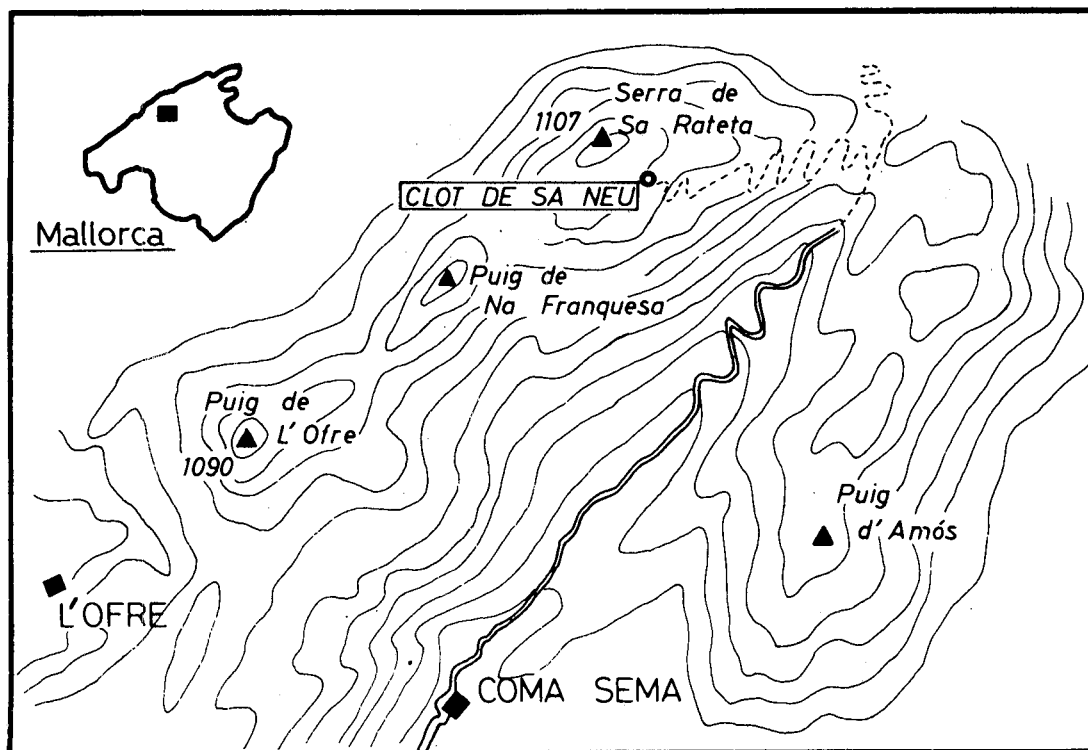 Mallorca
Serra de
1107 Sa Rateta
CLOT DE SA NEU
Puig de
Na Franquesa
Puig de
L'Ofre
1090
Puig
d'Amós
L'OFRE
COMA SEMA